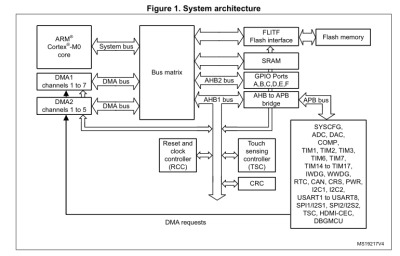 Figure 1. System architecture
ARM®
Cortex®-M0
core
System bus
Bus matrix
FLITF
Flash interface
Flash memory
SRAM
DMA1
channels 1 to 7
DMA bus
AHB2 bus
GPIO Ports
A,B,C,D,E,F
DMA2
channels 1 to 5
DMA bus
AHB1 bus
AHB to APB
bridge
APB bus
Reset and
clock
controller
(RCC)
Touch
sensing
controller
(TSC)
CRC
SYSCFG,
ADC, DAC,
COMP,
TIM1, TIM2, TIM3,
TIM6, TIM7,
TIM14 to TIM17,
IWDG, WWDG,
RTC, CAN, CRS, PWR,
I2C1, I2C2,
USART1 to USART8,
SPI1/I2S1, SPI2/I2S2,
TSC, HDMI-CEC,
DBGMCU
DMA requests
MS19217V4